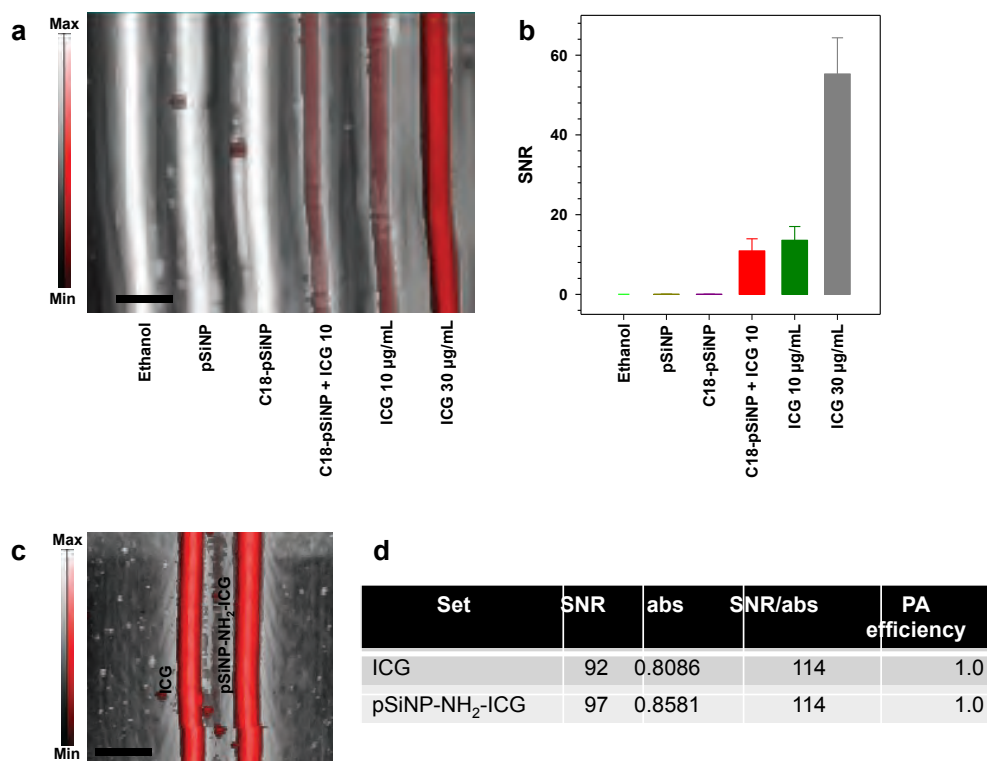 a
Max
Min
Ethanol
pSiNP
C18-pSiNP
C18-pSiNP + ICG 10
ICG 10 µg/mL
ICG 30 µg/mL
b
SNR
60
40
20
0
Ethanol
pSiNP
C18-pSiNP
C18-pSiNP + ICG 10
ICG 10 µg/mL
ICG 30 µg/mL
c
Max
Min
ICG
pSiNP-NH₂-ICG
d
Set SNR abs SNR/abs PA
efficiency
ICG 92 0.8086 114 1.0
pSiNP-NH₂-ICG 97 0.8581 114 1.0